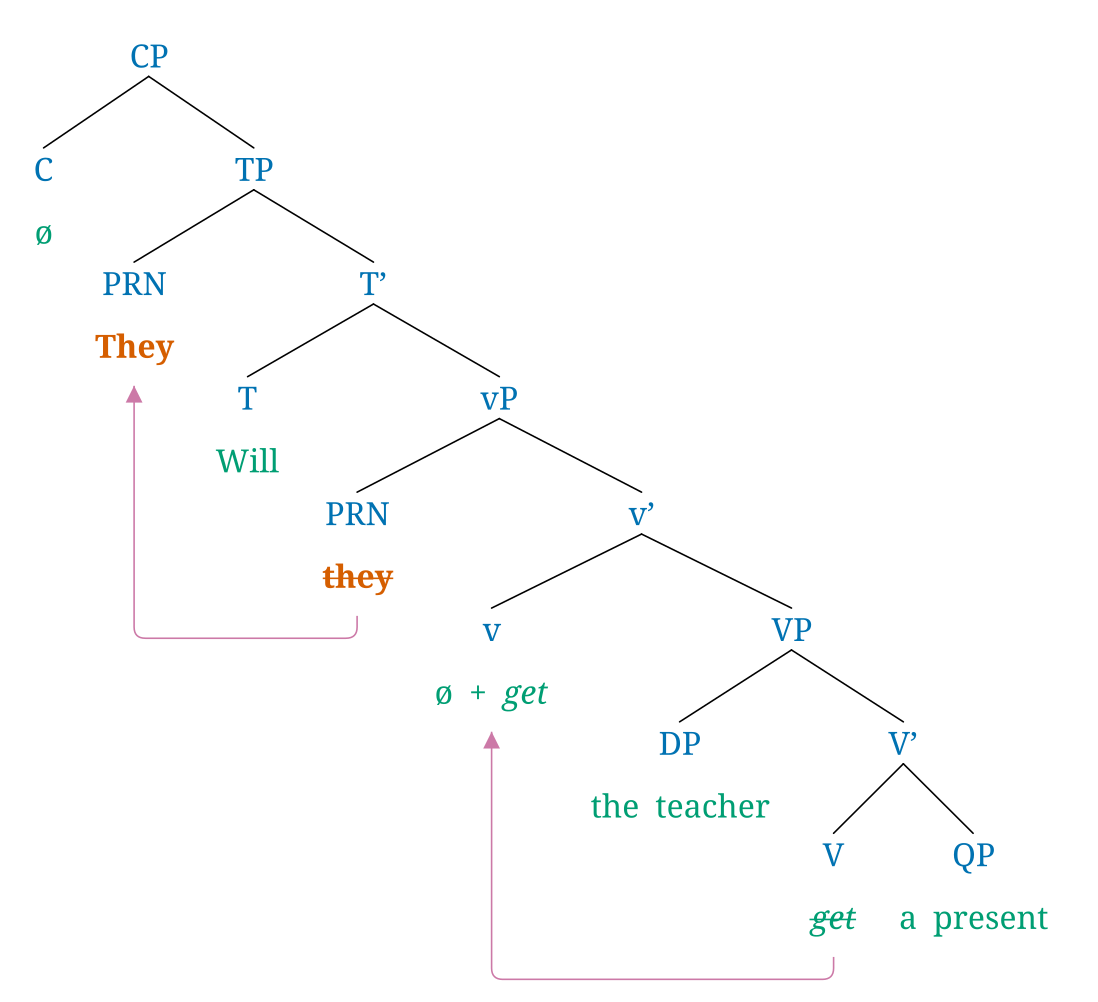 CP
C TP
ø
PRN T’
They
T vP
Will
PRN v’
they
v VP
ø + get
DP V’
the teacher
V QP
get a present